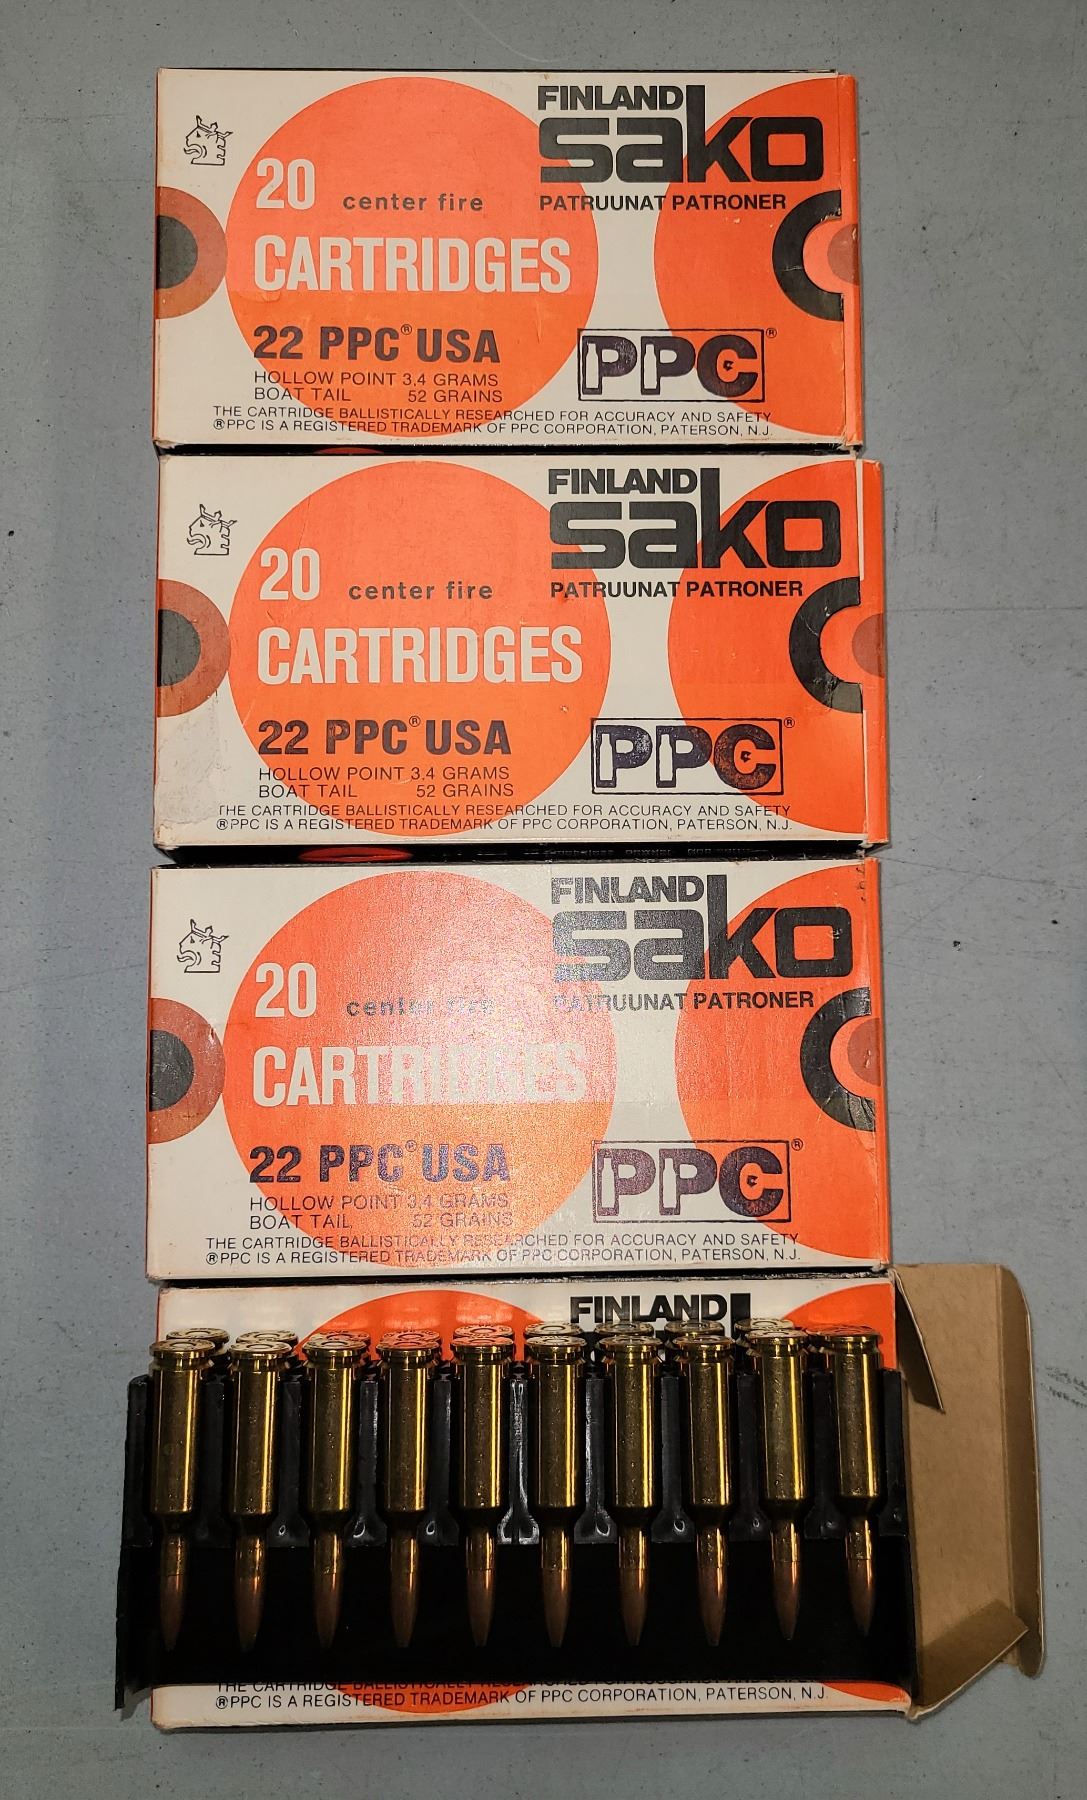 FINLAND
sako
PATRUUNAT PATRONER
20 center fire
CARTRIDGES
22 PPC® USA
PPC®
HOLLOW POINT 3,4 GRAMS
BOAT TAIL 52 GRAINS
THE CARTRIDGE BALLISTICALLY RESEARCHED FOR ACCURACY AND SAFETY
® PPC IS A REGISTERED TRADEMARK OF PPC CORPORATION, PATERSON, N.J.
FINLAND
sako
PATRUUNAT PATRONER
20 center fire
CARTRIDGES
22 PPC® USA
PPC®
HOLLOW POINT 3,4 GRAMS
BOAT TAIL 52 GRAINS
THE CARTRIDGE BALLISTICALLY RESEARCHED FOR ACCURACY AND SAFETY
® PPC IS A REGISTERED TRADEMARK OF PPC CORPORATION, PATERSON, N.J.
FINLAND
sako
PATRUUNAT PATRONER
20 center fire
CARTRIDGES
22 PPC® USA
PPC®
HOLLOW POINT 3,4 GRAMS
BOAT TAIL 52 GRAINS
THE CARTRIDGE BALLISTICALLY RESEARCHED FOR ACCURACY AND SAFETY
® PPC IS A REGISTERED TRADEMARK OF PPC CORPORATION, PATERSON, N.J.
FINLAND
THE CARTRIDGE BALLISTICALLY
® PPC IS A REGISTERED TRADEMARK OF PPC CORPORATION, PATERSON, N.J.